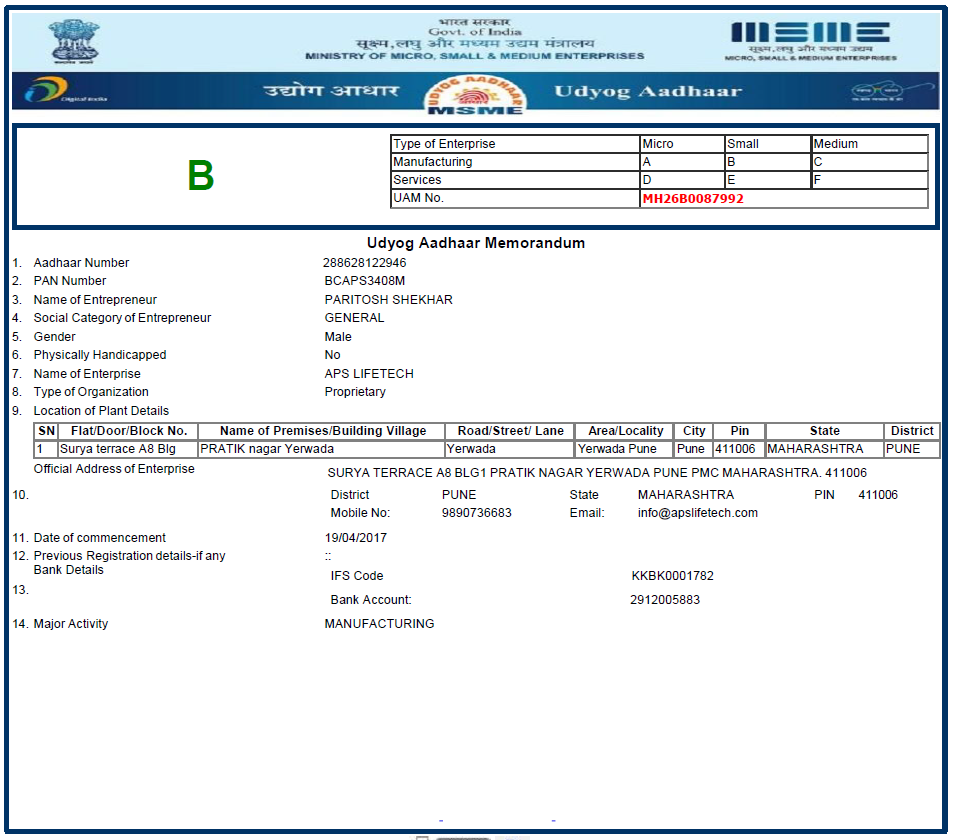 भारत सरकार
Govt. of India
सूक्ष्म,लघु और मध्यम उद्यम मंत्रालय
MINISTRY OF MICRO, SMALL & MEDIUM ENTERPRISES
सूक्ष्म,लघु और मध्यम उद्यम
MICRO, SMALL & MEDIUM ENTERPRISES
Digital India
उद्योग आधार
UDYOG AADHAAR
MSME
Udyog Aadhaar
B
Type of Enterprise Micro Small Medium
Manufacturing A B C
Services D E F
UAM No. MH26B0087992
Udyog Aadhaar Memorandum
1. Aadhaar Number 288628122946
2. PAN Number BCAPS3408M
3. Name of Entrepreneur PARITOSH SHEKHAR
4. Social Category of Entrepreneur GENERAL
5. Gender Male
6. Physically Handicapped No
7. Name of Enterprise APS LIFETECH
8. Type of Organization Proprietary
9. Location of Plant Details
SN Flat/Door/Block No. Name of Premises/Building Village Road/Street/ Lane Area/Locality City Pin State District
1 Surya terrace A8 Blg PRATIK nagar Yerwada Yerwada Yerwada Pune Pune 411006 MAHARASHTRA PUNE
Official Address of Enterprise SURYA TERRACE A8 BLG1 PRATIK NAGAR YERWADA PUNE PMC MAHARASHTRA. 411006
10. District PUNE State MAHARASHTRA PIN 411006
Mobile No: 9890736683 Email: info@apslifetech.com
11. Date of commencement 19/04/2017
12. Previous Registration details-if any ::
Bank Details
IFS Code KKBK0001782
13.
Bank Account: 2912005883
14. Major Activity MANUFACTURING